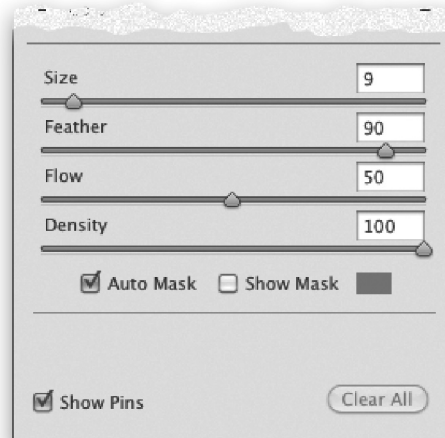 Size 9
Feather 90
Flow 50
Density 100
Auto Mask Show Mask
Show Pins Clear All